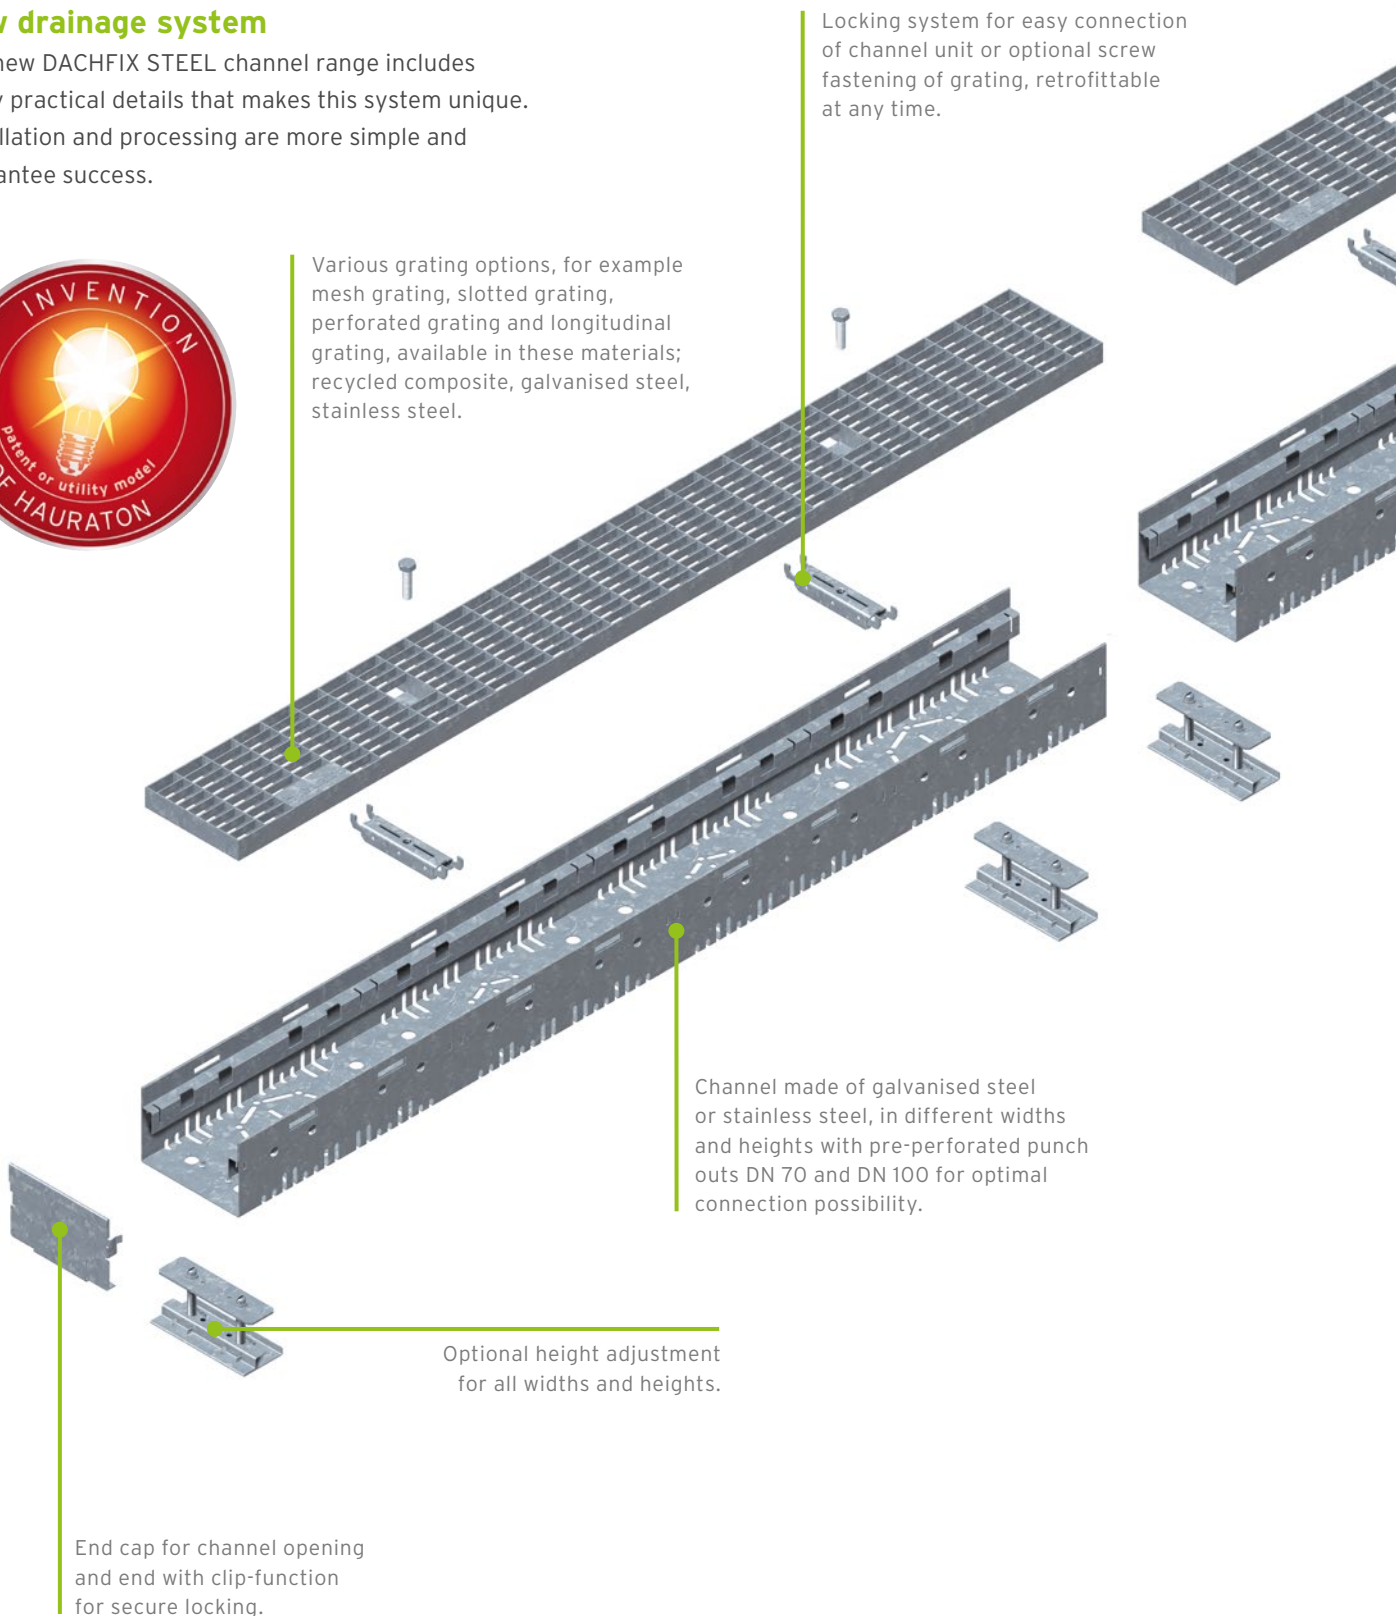 drainage system
new DACHFIX STEEL channel range includes
practical details that makes this system unique.
llation and processing are more simple and
antee success.
Locking system for easy connection
of channel unit or optional screw
fastening of grating, retrofittable
at any time.
INVENTION
patent or utility model
OF HAURATON
Various grating options, for example
mesh grating, slotted grating,
perforated grating and longitudinal
grating, available in these materials;
recycled composite, galvanised steel,
stainless steel.
Channel made of galvanised steel
or stainless steel, in different widths
and heights with pre-perforated punch
outs DN 70 and DN 100 for optimal
connection possibility.
Optional height adjustment
for all widths and heights.
End cap for channel opening
and end with clip-function
for secure locking.